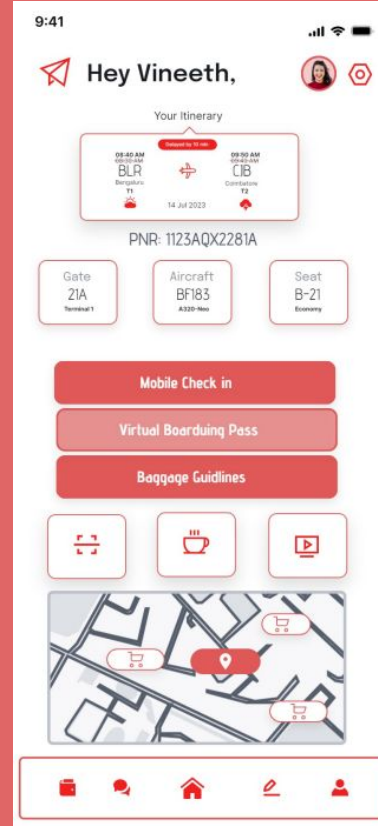 9:41
Hey Vineeth,
Your Itinerary
Delayed by 10 min
08:40 AM 09:50 AM
08:30 AM 09:40 AM
BLR CJB
Bengaluru Coimbatore
T1 T2
14 Jul 2023
PNR: 1123AQX2281A
Gate Aircraft Seat
21A BF183 B-21
Terminal 1 A320-Neo Economy
Mobile Check in
Virtual Boarduing Pass
Baggage Guidlines